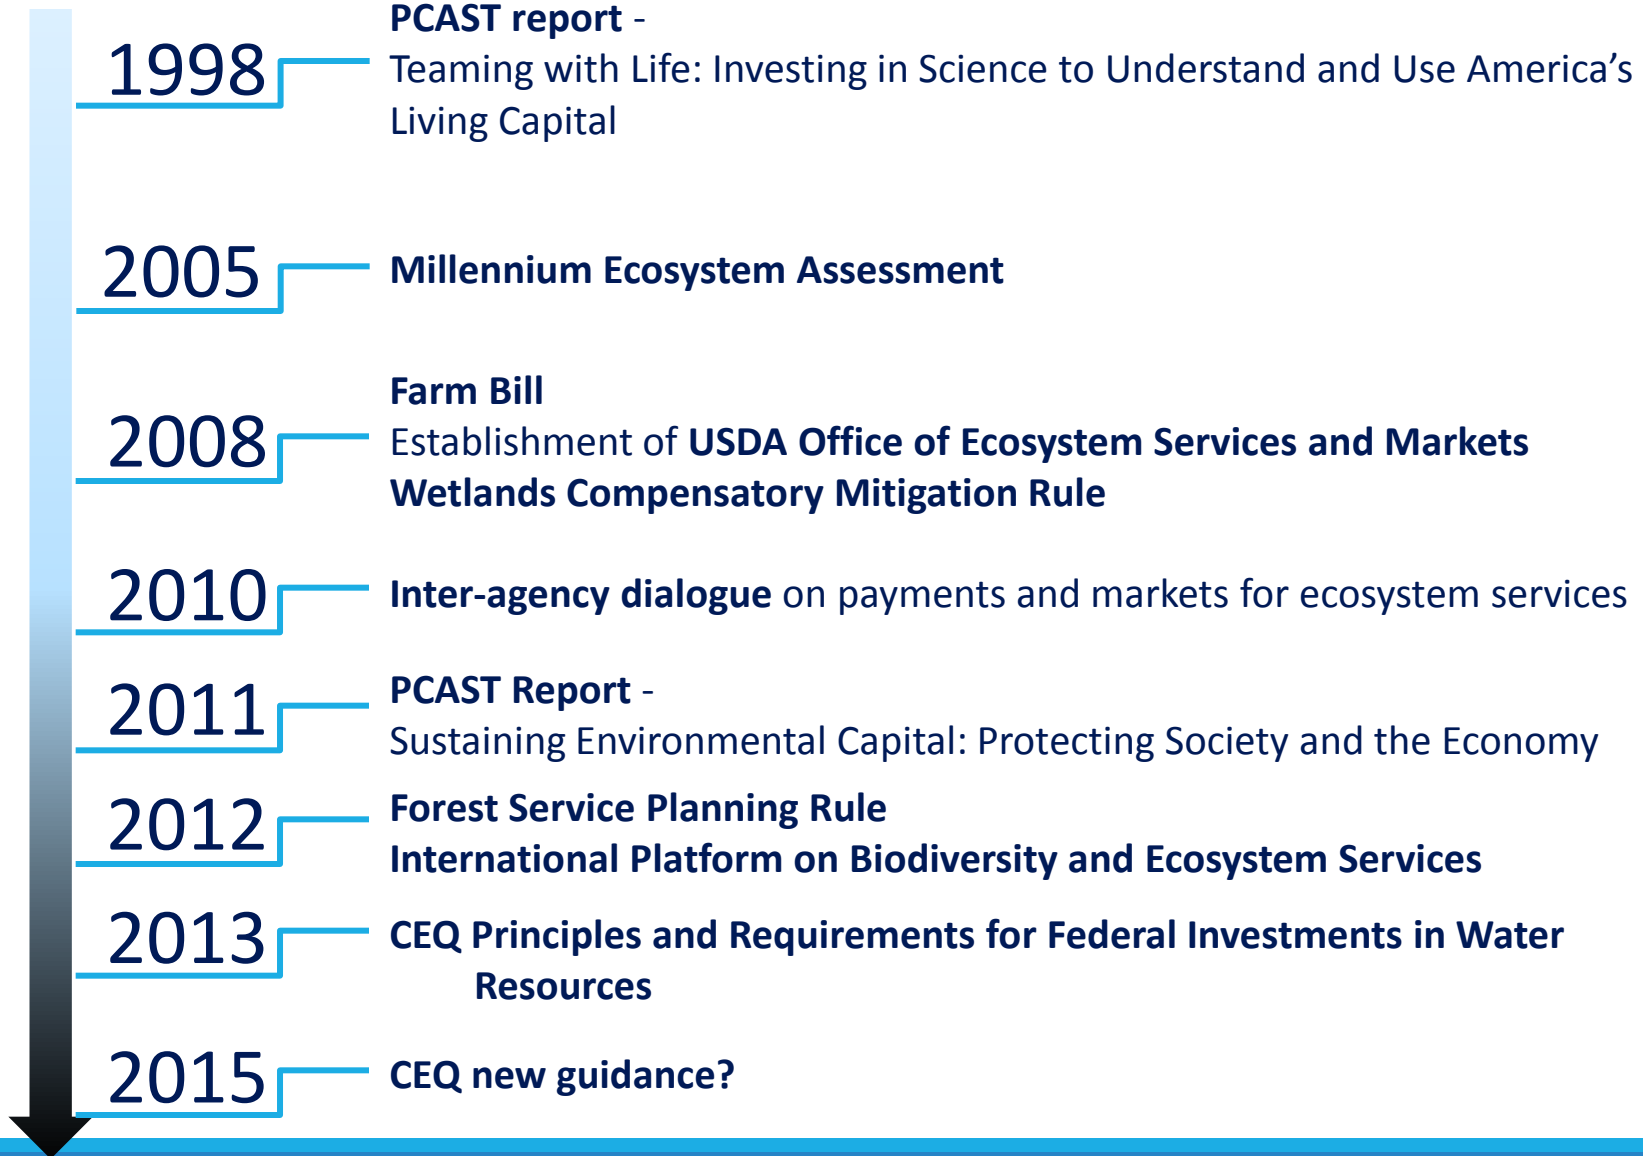 1998
PCAST report -
Teaming with Life: Investing in Science to Understand and Use America’s
Living Capital
2005
Millennium Ecosystem Assessment
2008
Farm Bill
Establishment of USDA Office of Ecosystem Services and Markets
Wetlands Compensatory Mitigation Rule
2010
Inter-agency dialogue on payments and markets for ecosystem services
2011
PCAST Report -
Sustaining Environmental Capital: Protecting Society and the Economy
2012
Forest Service Planning Rule
International Platform on Biodiversity and Ecosystem Services
2013
CEQ Principles and Requirements for Federal Investments in Water
Resources
2015
CEQ new guidance?